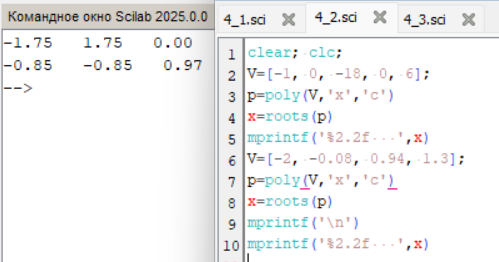 Командное окно Scilab 2025.0.0
-1.75 1.75 0.00
-0.85 -0.85 0.97
-->
4_1.sci 4_2.sci 4_3.sci
1 clear; clc;
2 V=[-1, 0, -18, 0, 6];
3 p=poly(V,'x','c')
4 x=roots(p)
5 mprintf('%2.2f···',x)
6 V=[-2, -0.08, 0.94, 1.3];
7 p=poly(V,'x','c')
8 x=roots(p)
9 mprintf('\n')
10 mprintf('%2.2f···',x)